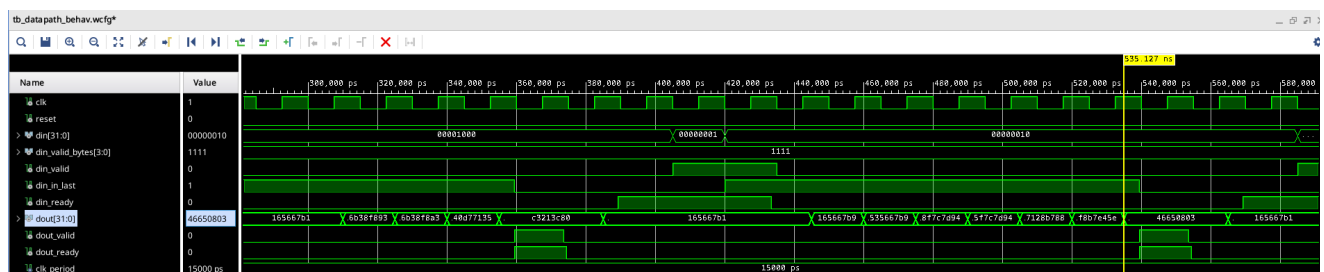 tb_datapath_behav.wcfg*
535.127 ns
Name Value
300,000 ps 320,000 ps 340,000 ps 360,000 ps 380,000 ps 400,000 ps 420,000 ps 440,000 ps 460,000 ps 480,000 ps 500,000 ps 520,000 ps 540,000 ps 560,000 ps 580,000
clk 1
reset 0
din[31:0] 00000010 00001000 00000001 00000010 ...
din_valid_bytes[3:0] 1111 1111
din_valid 0
din_in_last 1
din_ready 0
dout[31:0] 46650803 165667b1 6b38f893 6b38f8a3 40d77135 . c3213c80 165667b1 165667b9 .535667b9 8f7c7d94 5f7c7d94 .7128b788 .f8b7e45e 46650803 . 165667b1
dout_valid 0
dout_ready 0
clk_period 15000 ps 15000 ps